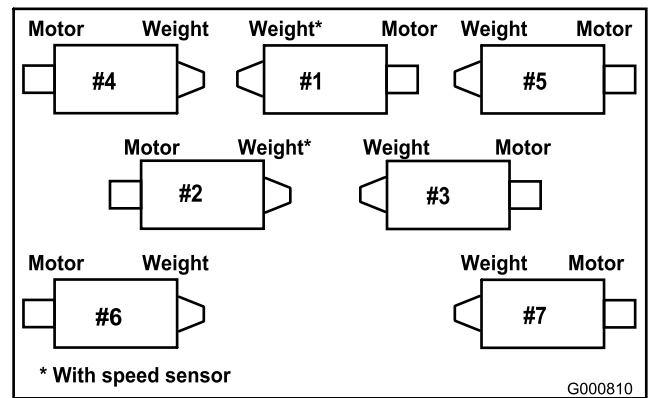 Motor Weight Weight* Motor Weight Motor
#4 #1 #5
Motor Weight* Weight Motor
#2 #3
Motor Weight Weight Motor
#6 #7
* With speed sensor
G000810